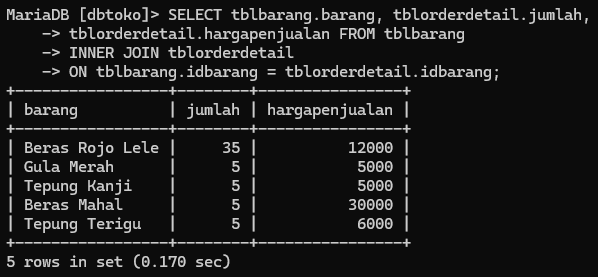 MariaDB [dbtoko]> SELECT tblbarang.barang, tblorderdetail.jumlah,
    -> tblorderdetail.hargapenjualan FROM tblbarang
    -> INNER JOIN tblorderdetail
    -> ON tblbarang.idbarang = tblorderdetail.idbarang;
+-----------------+--------+----------------+
| barang          | jumlah | hargapenjualan |
+-----------------+--------+----------------+
| Beras Rojo Lele |     35 |          12000 |
| Gula Merah      |      5 |           5000 |
| Tepung Kanji    |      5 |           5000 |
| Beras Mahal     |      5 |          30000 |
| Tepung Terigu   |      5 |           6000 |
+-----------------+--------+----------------+
5 rows in set (0.170 sec)